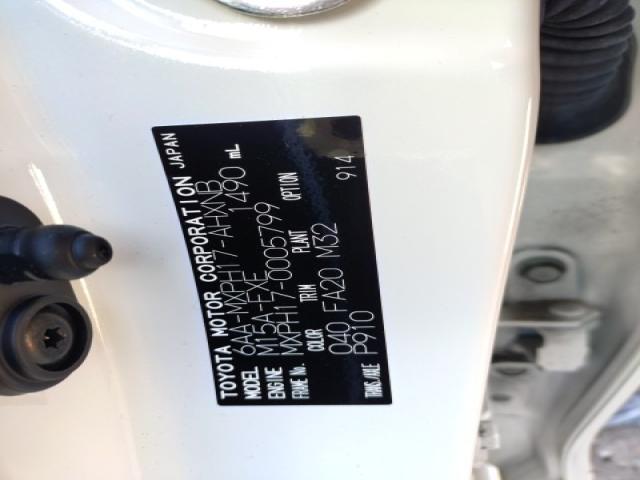 TOYOTA MOTOR CORPORATION JAPAN
MODEL 6AA-MXPH17-AHXNB
ENGINE M15A-FXE 1490 mL
FRAME No. MXPH17-0005799
COLOR TRIM PLANT OPTION
040 FA20 M32 914
TRANS/AXLE P910